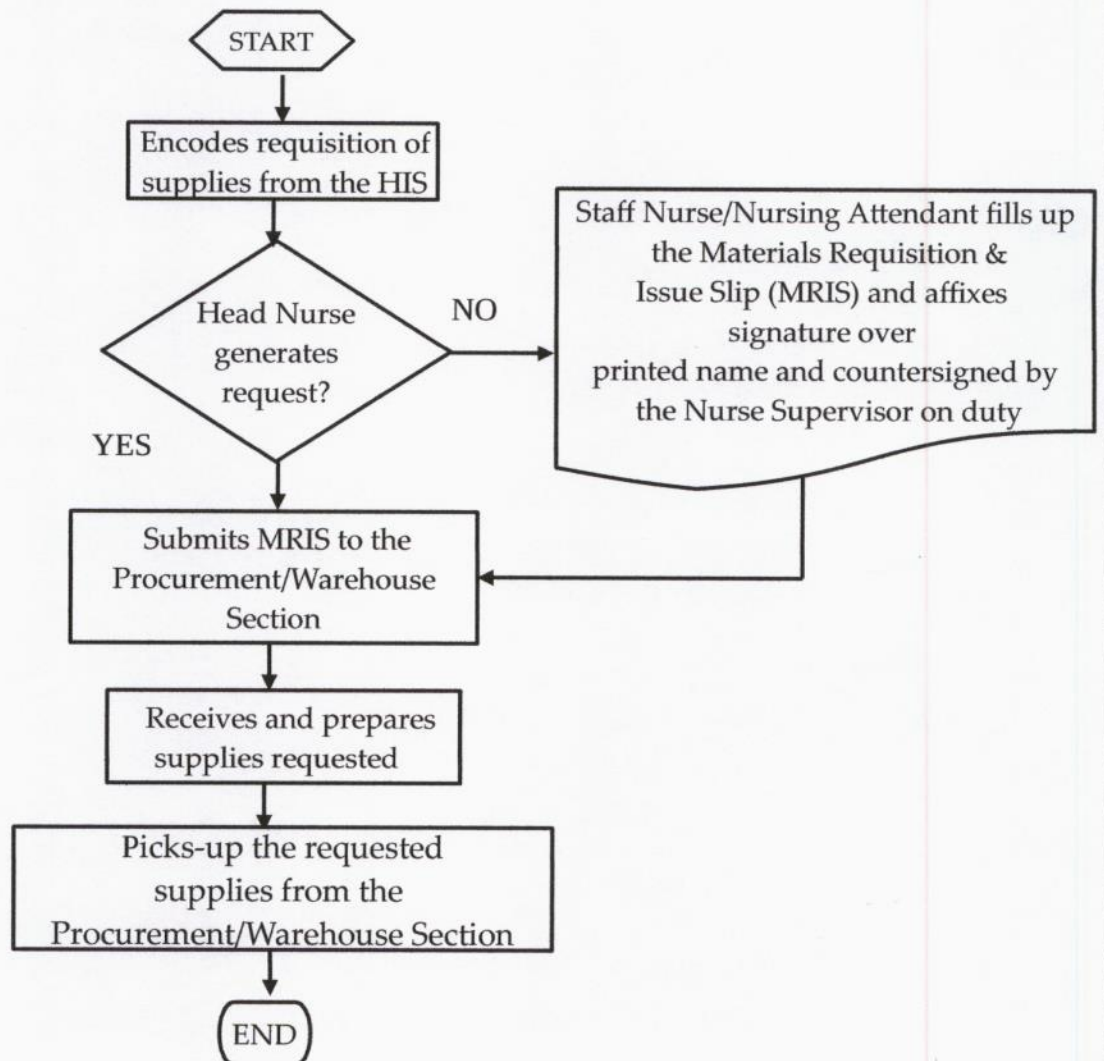 START
Encodes requisition of
supplies from the HIS
Head Nurse
generates
request?
NO
Staff Nurse/Nursing Attendant fills up
the Materials Requisition &
Issue Slip (MRIS) and affixes
signature over
printed name and countersigned by
the Nurse Supervisor on duty
YES
Submits MRIS to the
Procurement/Warehouse
Section
Receives and prepares
supplies requested
Picks-up the requested
supplies from the
Procurement/Warehouse Section
END